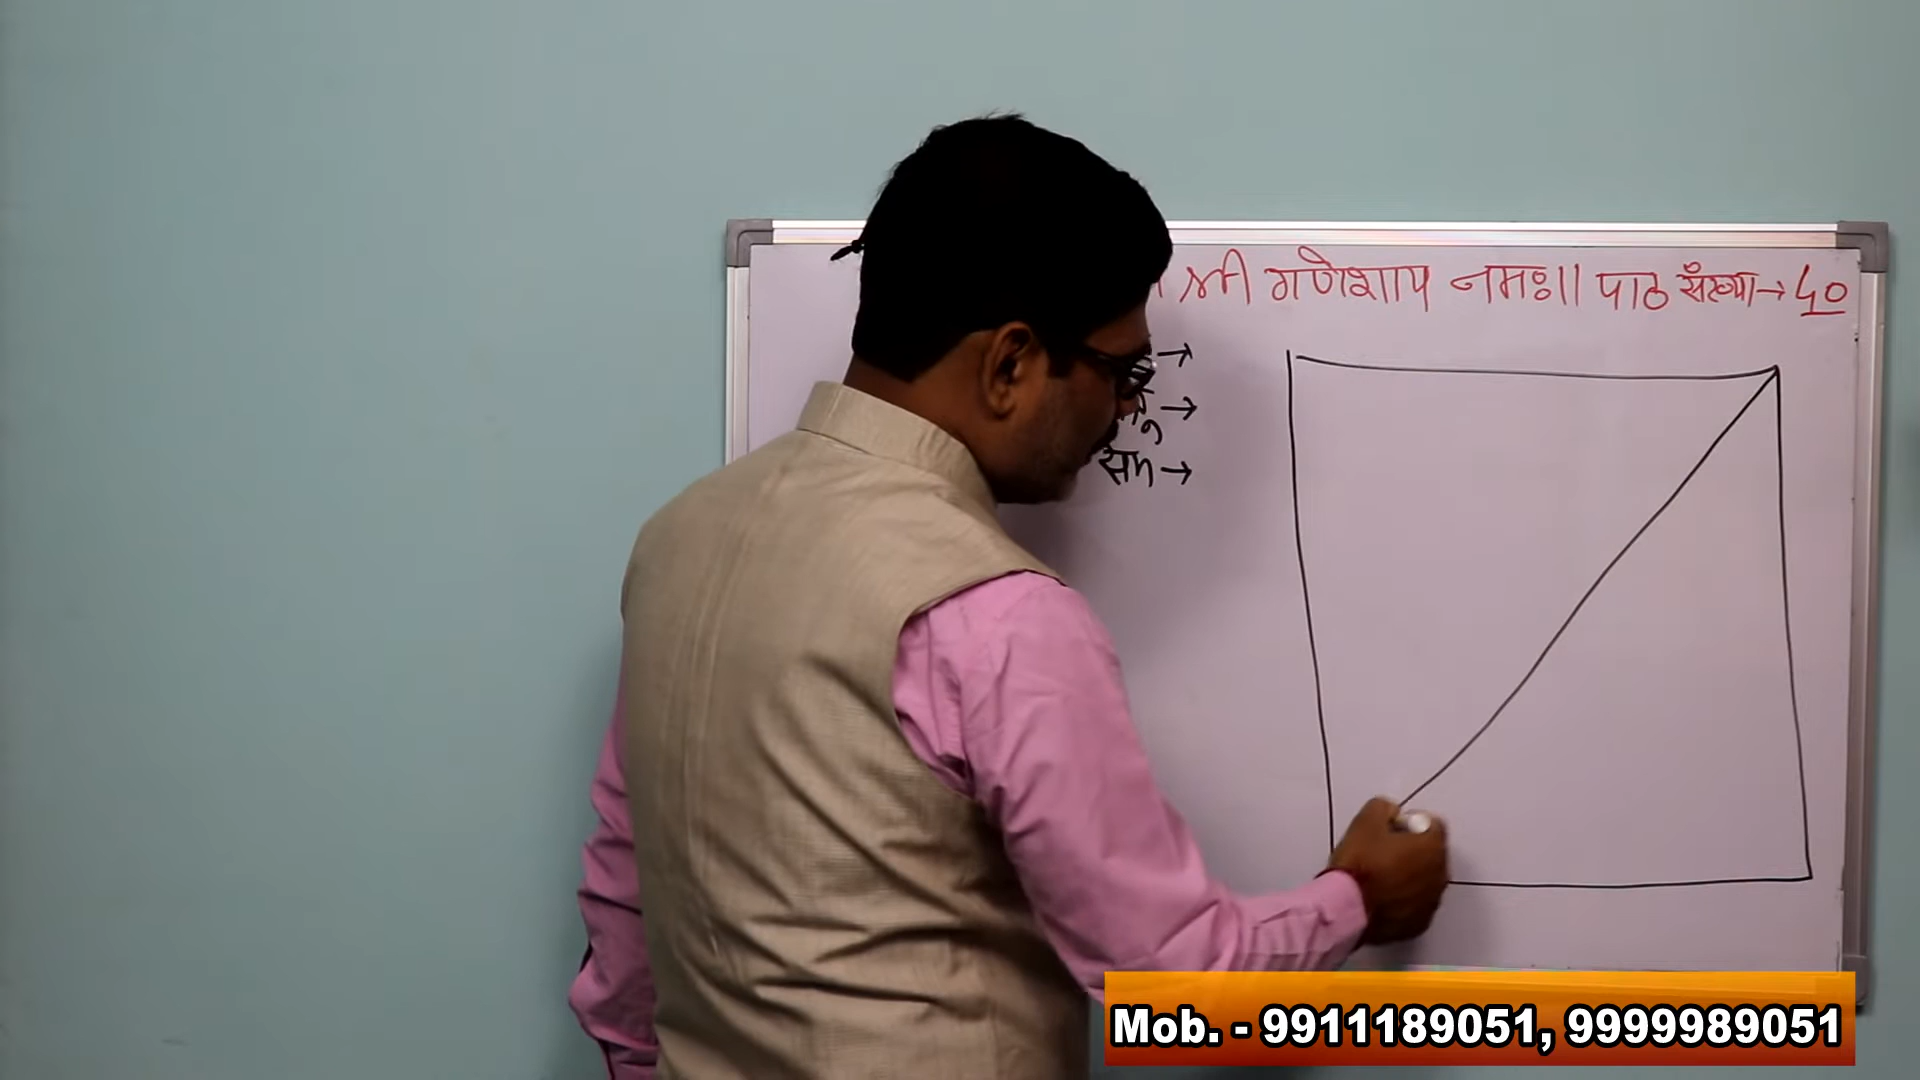 श्री गणेशाय नमः॥ पाठ संख्या → ५०
→
→
→
Mob. - 9911189051, 9999989051